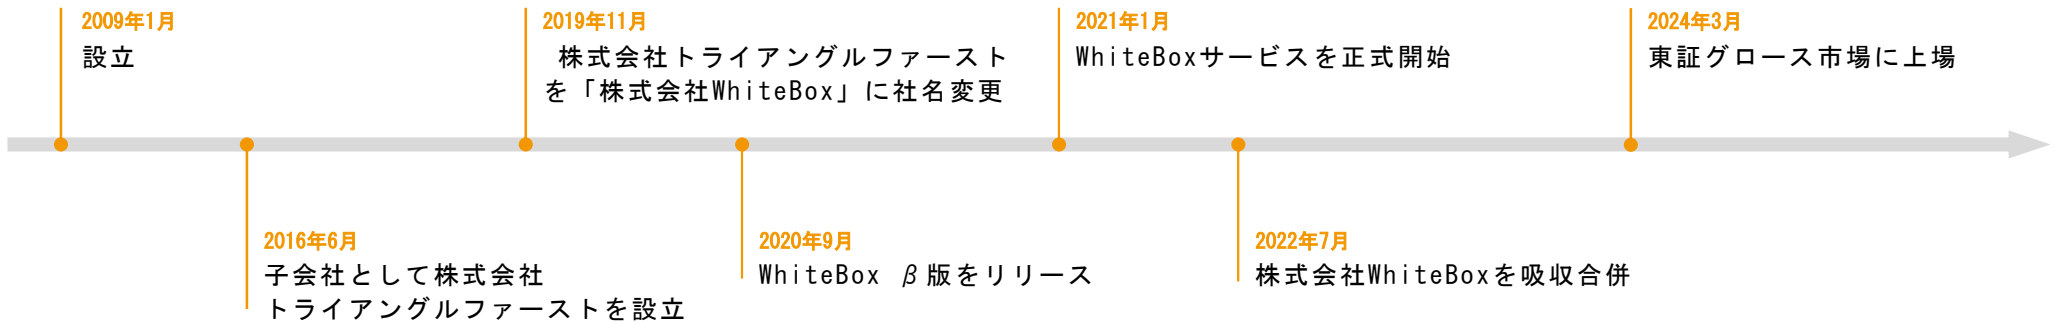 2009年1月
設立
2016年6月
子会社として株式会社
トライアングルファーストを設立
2019年11月
株式会社トライアングルファースト
を「株式会社WhiteBox」に社名変更
2020年9月
WhiteBox β版をリリース
2021年1月
WhiteBoxサービスを正式開始
2022年7月
株式会社WhiteBoxを吸収合併
2024年3月
東証グロース市場に上場